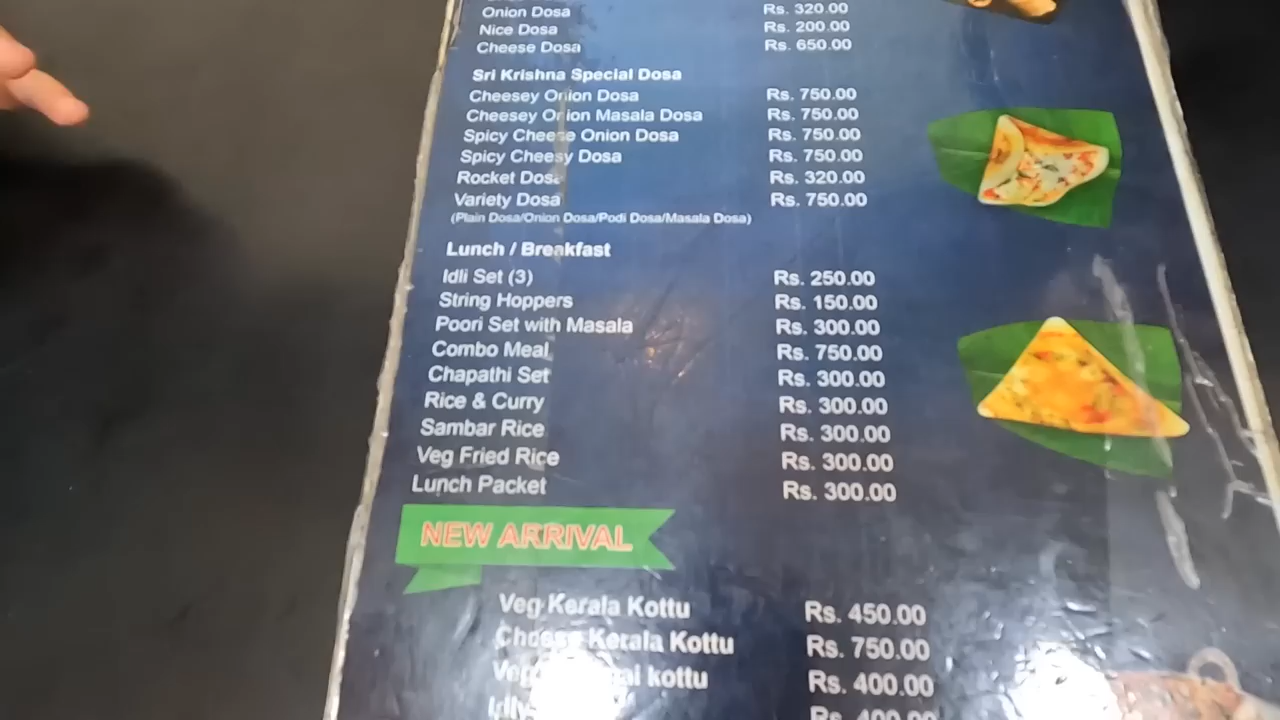 Onion Dosa Rs. 320.00
Nice Dosa Rs. 200.00
Cheese Dosa Rs. 650.00
Sri Krishna Special Dosa
Cheesey Onion Dosa Rs. 750.00
Cheesey Onion Masala Dosa Rs. 750.00
Spicy Cheese Onion Dosa Rs. 750.00
Spicy Cheesy Dosa Rs. 750.00
Rocket Dosa Rs. 320.00
Variety Dosa Rs. 750.00
(Plain Dosa/Onion Dosa/Podi Dosa/Masala Dosa)
Lunch / Breakfast
Idli Set (3) Rs. 250.00
String Hoppers Rs. 150.00
Poori Set with Masala Rs. 300.00
Combo Meal Rs. 750.00
Chapathi Set Rs. 300.00
Rice & Curry Rs. 300.00
Sambar Rice Rs. 300.00
Veg Fried Rice Rs. 300.00
Lunch Packet Rs. 300.00
NEW ARRIVAL
Veg Kerala Kottu Rs. 450.00
Cheese Kerala Kottu Rs. 750.00
Veg kottu Rs. 400.00
Idly Rs. 400.00